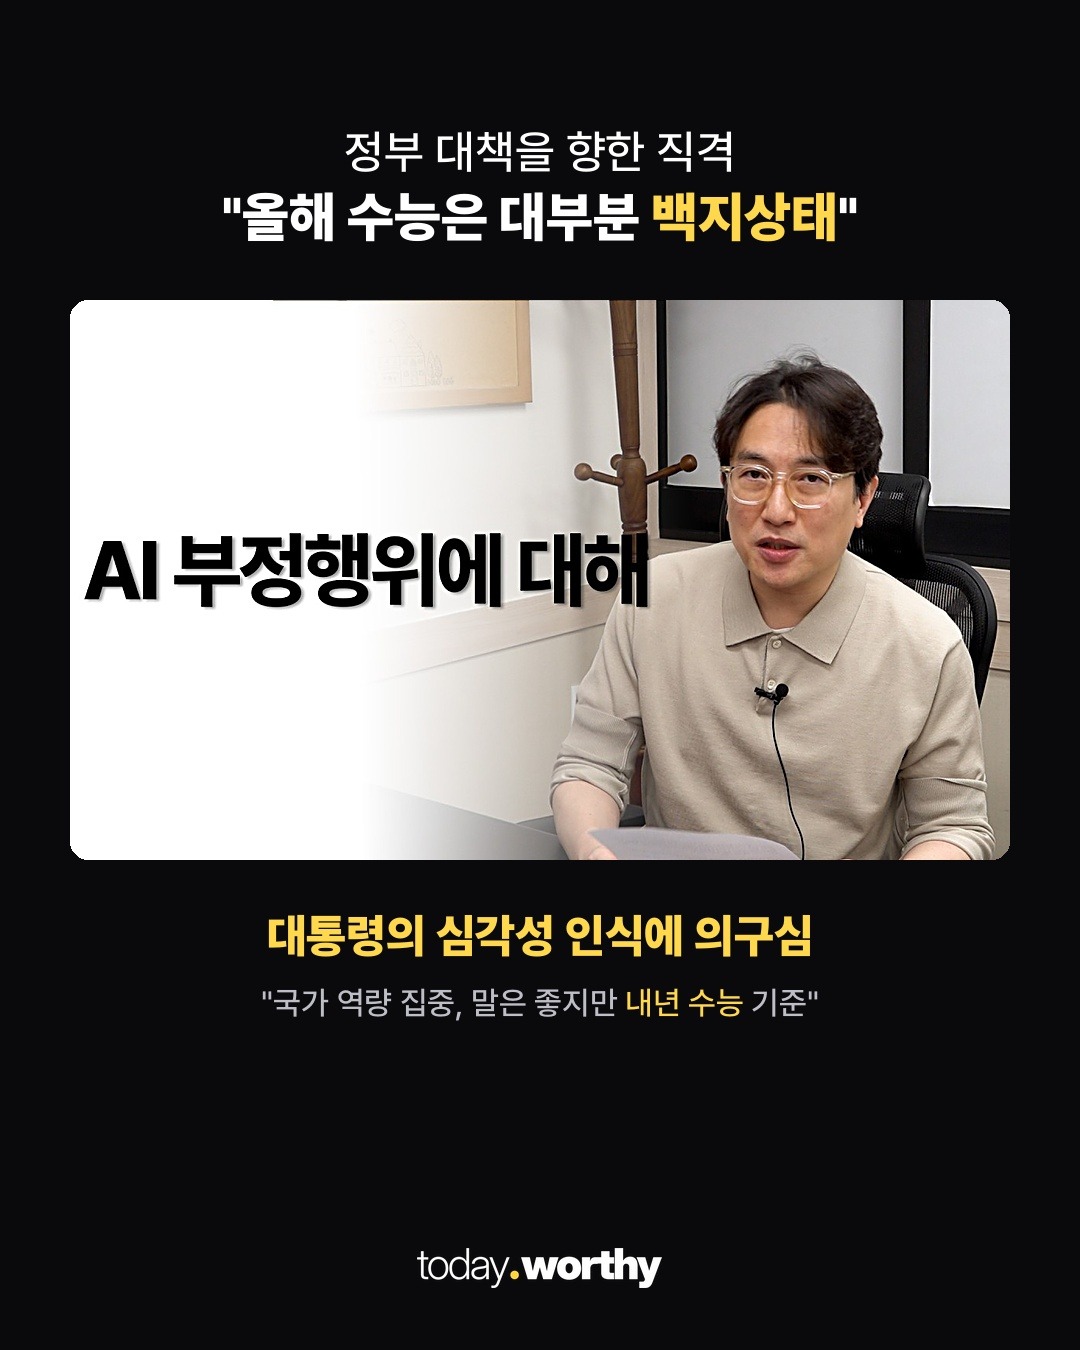 정부 대책을 향한 직격
"올해 수능은 대부분 백지상태"
AI 부정행위에 대해
대통령의 심각성 인식에 의구심
"국가 역량 집중, 말은 좋지만 내년 수능 기준"
today.worthy